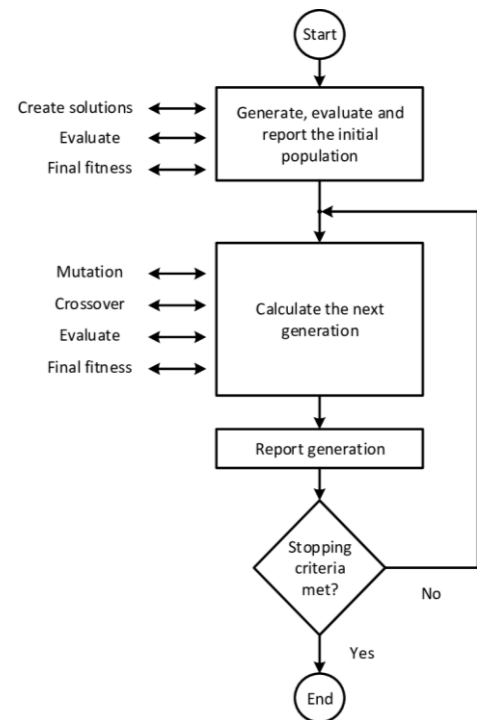 Start
Create solutions
Evaluate
Final fitness
Generate, evaluate and
report the initial
population
Mutation
Crossover
Evaluate
Final fitness
Calculate the next
generation
Report generation
Stopping
criteria
met?
No
Yes
End